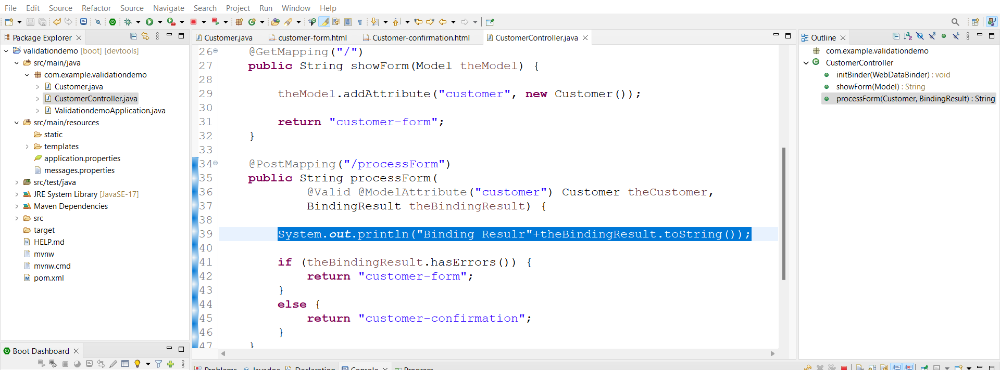 File Edit Source Refactor Source Navigate Search Project Run Window Help
Package Explorer
validationdemo [boot] [devtools]
src/main/java
com.example.validationdemo
Customer.java
CustomerController.java
ValidationdemoApplication.java
src/main/resources
static
templates
application.properties
messages.properties
src/test/java
JRE System Library [JavaSE-17]
Maven Dependencies
src
target
HELP.md
mvnw
mvnw.cmd
pom.xml
Boot Dashboard
Customer.java customer-form.html Customer-confirmation.html CustomerController.java
26 @GetMapping("/")
27 public String showForm(Model theModel) {
28
29 theModel.addAttribute("customer", new Customer());
30
31 return "customer-form";
32 }
33
34 @PostMapping("/processForm")
35 public String processForm(
36 @Valid @ModelAttribute("customer") Customer theCustomer,
37 BindingResult theBindingResult) {
38
39 System.out.println("Binding Resulr"+theBindingResult.toString());
40
41 if (theBindingResult.hasErrors()) {
42 return "customer-form";
43 }
44 else {
45 return "customer-confirmation";
46 }
47 }
Problems @ Javadoc Declaration Console Progress
Outline
com.example.validationdemo
CustomerController
initBinder(WebDataBinder) : void
showForm(Model) : String
processForm(Customer, BindingResult) : String